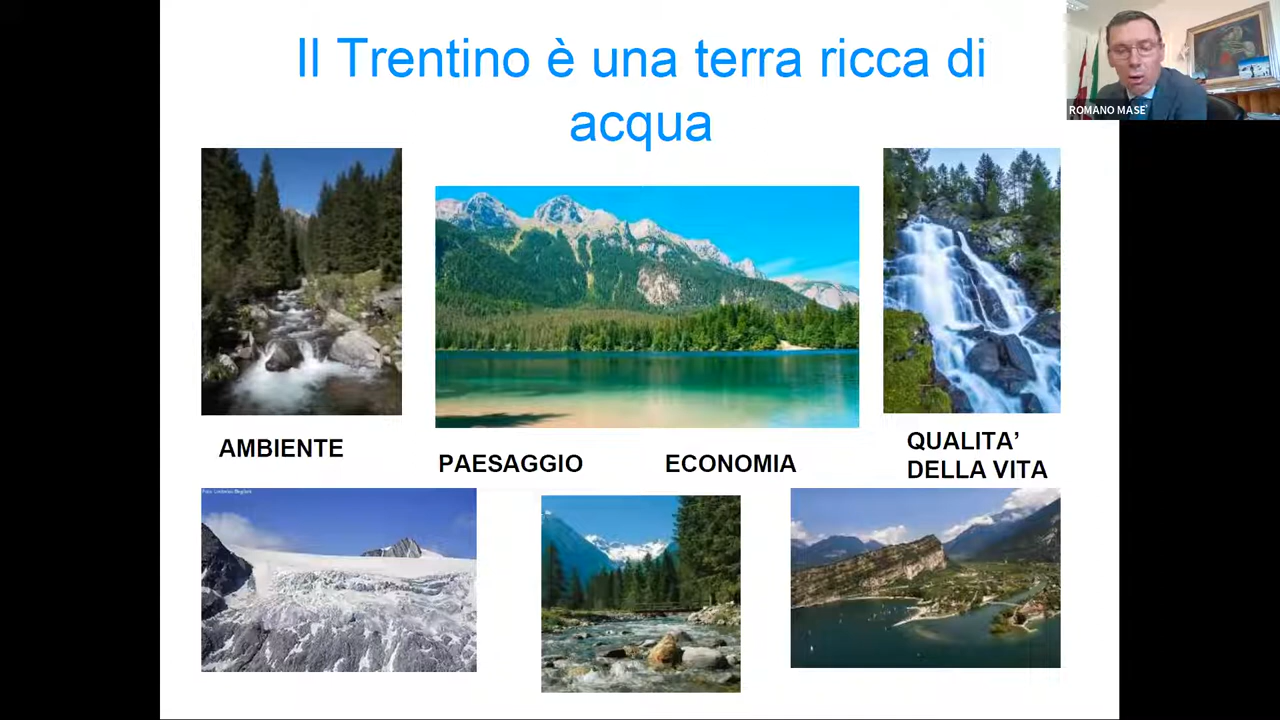 Il Trentino è una terra ricca di
acqua
ROMANO MASE'
AMBIENTE
PAESAGGIO
ECONOMIA
QUALITA'
DELLA VITA